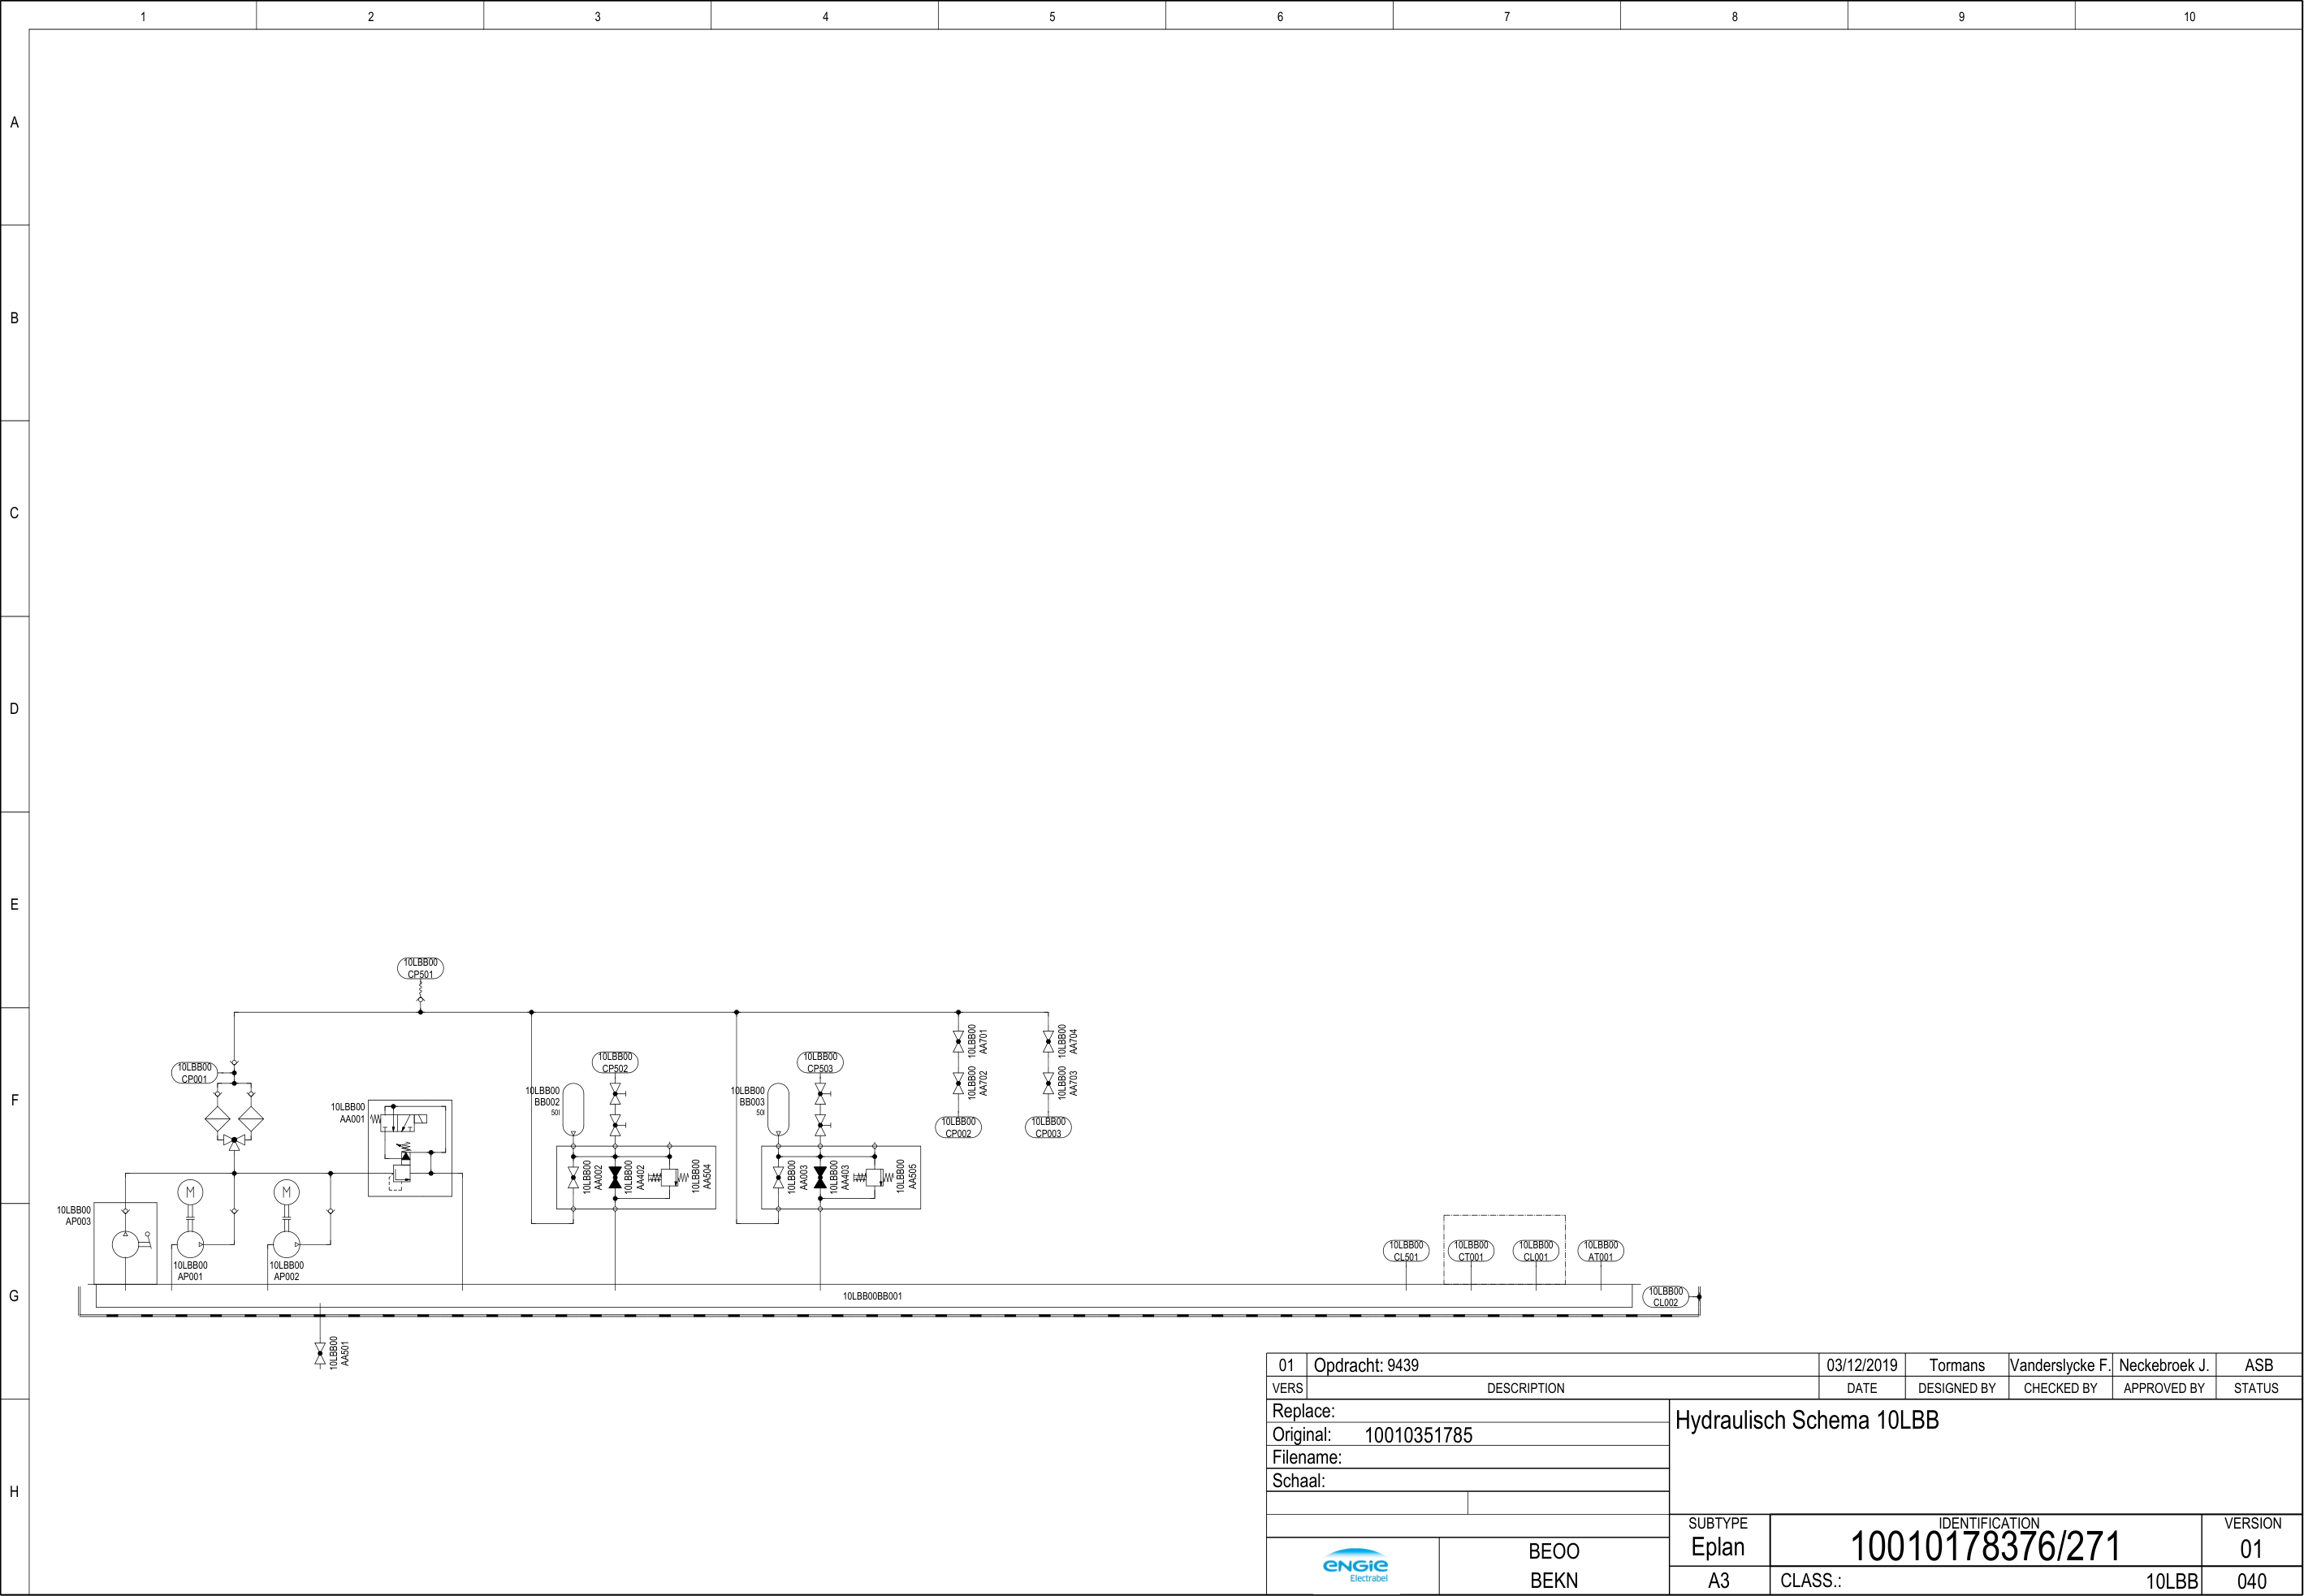 1 2 3 4 5 6 7 8 9 10
A
B
C
D
E
F
G
H
10LBB00
CP501
10LBB00
CP001
10LBB00
AA001
10LBB00
BB002
50l
10LBB00
CP502
10LBB00
AA002
10LBB00
AA402
10LBB00
AA504
10LBB00
BB003
50l
10LBB00
CP503
10LBB00
AA003
10LBB00
AA403
10LBB00
AA505
10LBB00
AA701
10LBB00
AA702
10LBB00
CP002
10LBB00
AA704
10LBB00
AA703
10LBB00
CP003
10LBB00
AP003
M
10LBB00
AP001
M
10LBB00
AP002
10LBB00
CL501
10LBB00
CT001
10LBB00
CL001
10LBB00
AT001
10LBB00BB001
10LBB00
CL002
10LBB00
AA501
01 Opdracht: 9439 03/12/2019 Tormans Vanderslycke F. Neckebroek J. ASB
VERS DESCRIPTION DATE DESIGNED BY CHECKED BY APPROVED BY STATUS
Replace:
Original: 10010351785
Filename:
Schaal:
Hydraulisch Schema 10LBB
SUBTYPE IDENTIFICATION VERSION
Eplan 10010178376/271 01
A3 CLASS.: 10LBB 040
ENGIE
Electrabel
BEOO
BEKN